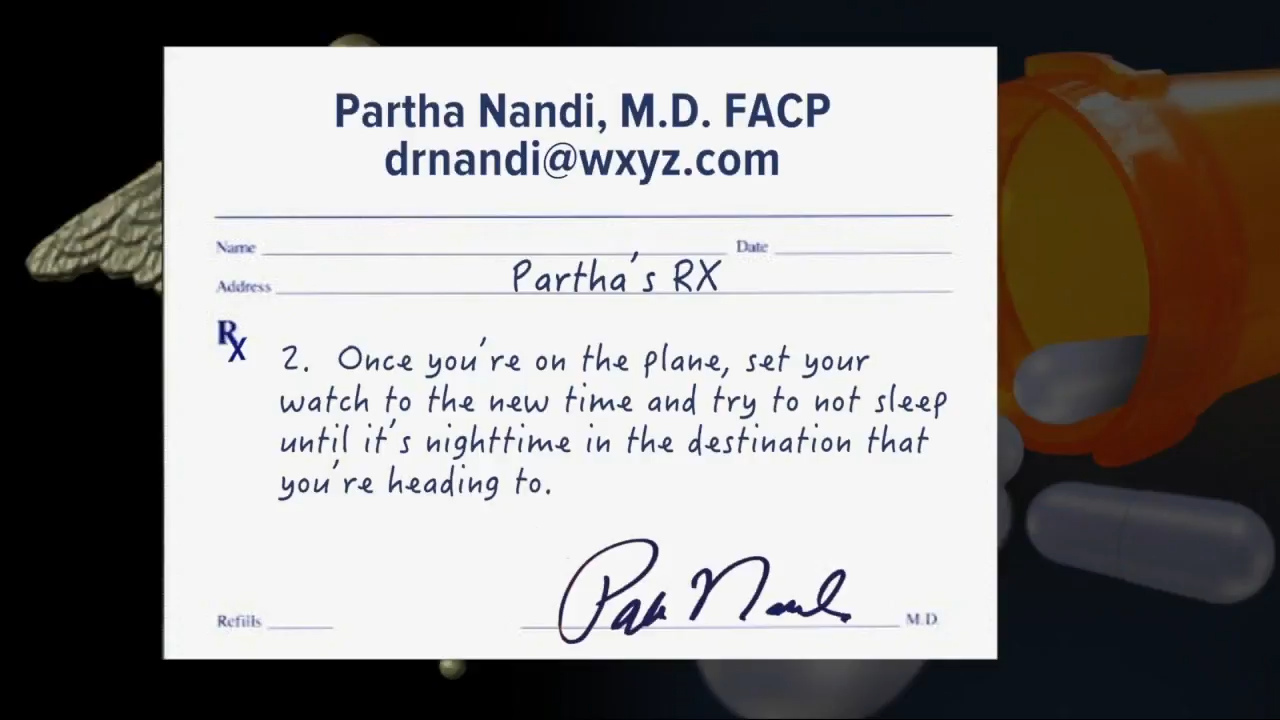 Partha Nandi, M.D. FACP
drnandi@wxyz.com
Name Date
Partha's RX
Address
Rx
2. Once you're on the plane, set your
watch to the new time and try to not sleep
until it's nighttime in the destination that
you're heading to.
Refills M.D.